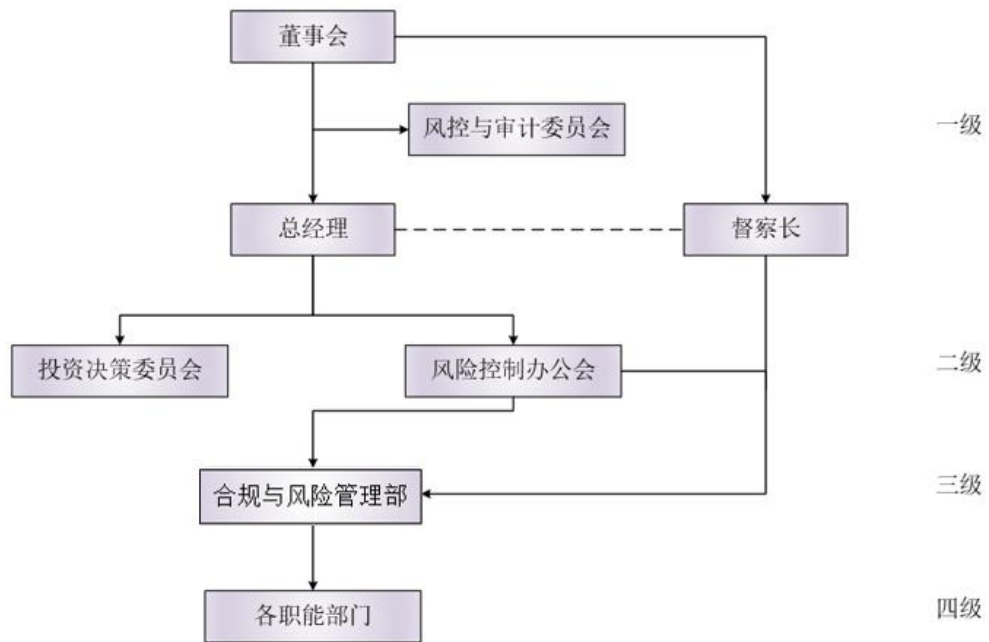 董事会
风控与审计委员会
一级
总经理
督察长
投资决策委员会
风险控制办公会
二级
合规与风险管理部
三级
各职能部门
四级